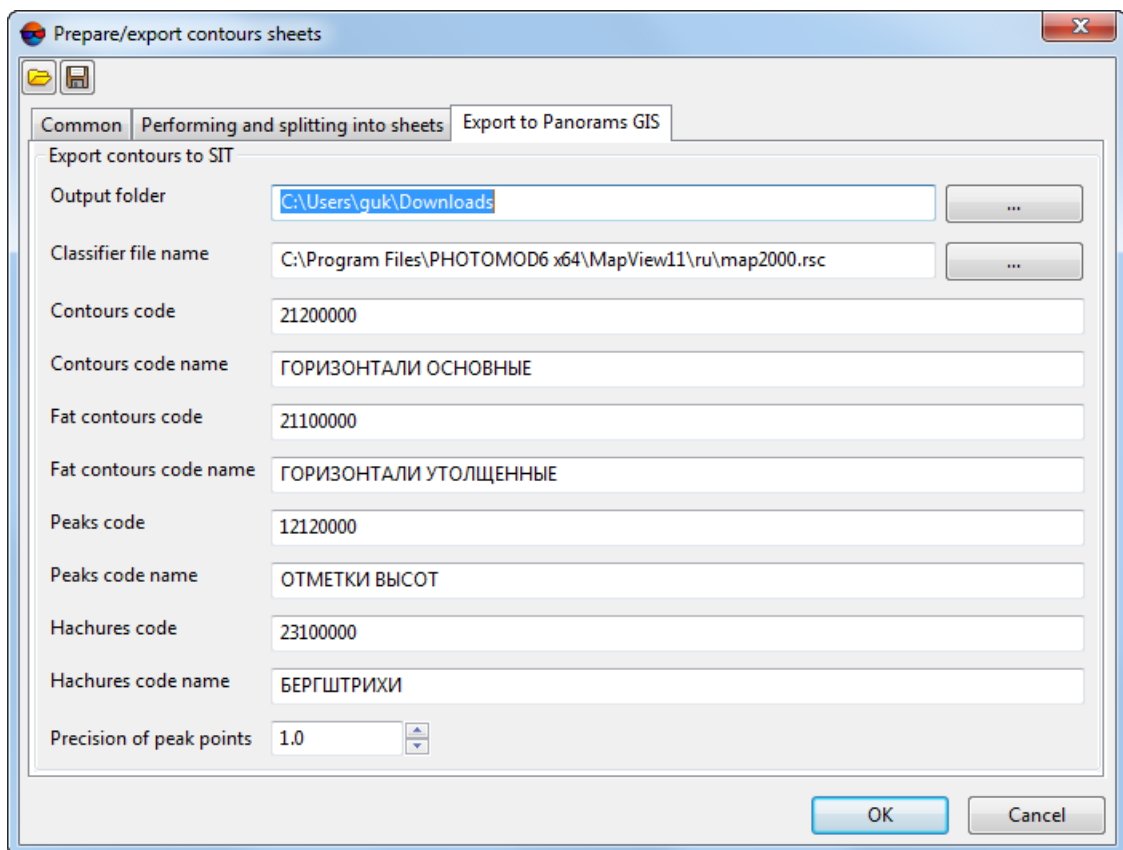 Prepare/export contours sheets
Common Performing and splitting into sheets Export to Panorams GIS
Export contours to SIT
Output folder C:\Users\guk\Downloads ...
Classifier file name C:\Program Files\PHOTOMOD6 x64\MapView11\ru\map2000.rsc ...
Contours code 21200000
Contours code name ГОРИЗОНТАЛИ ОСНОВНЫЕ
Fat contours code 21100000
Fat contours code name ГОРИЗОНТАЛИ УТОЛЩЕННЫЕ
Peaks code 12120000
Peaks code name ОТМЕТКИ ВЫСОТ
Hachures code 23100000
Hachures code name БЕРГШТРИХИ
Precision of peak points 1.0
OK Cancel